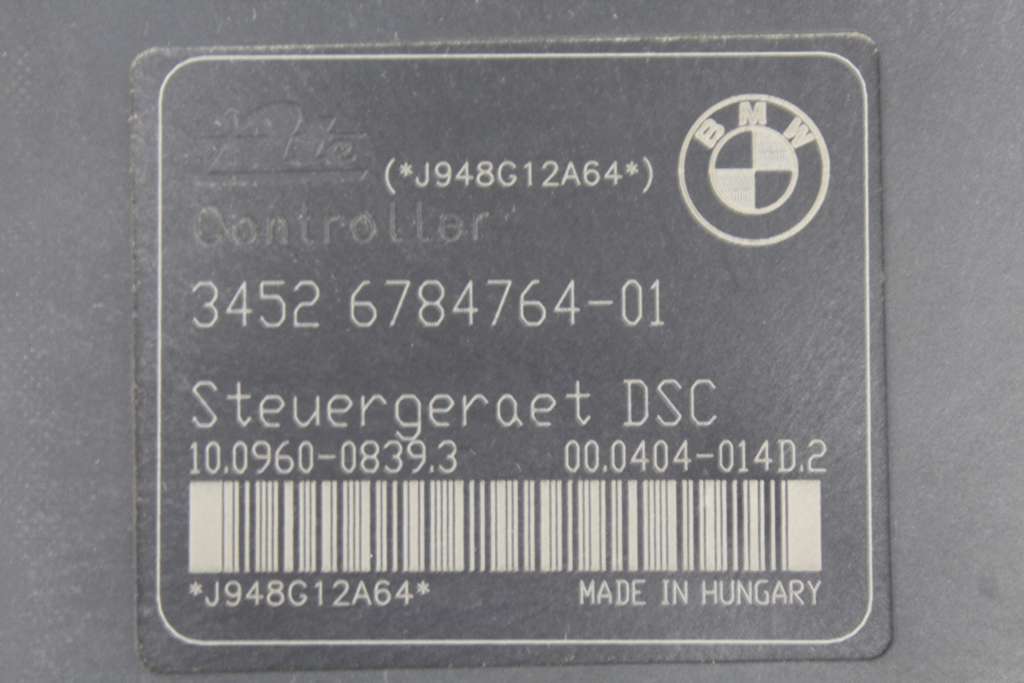 Ate
BMW
(*J948G12A64*)
Controller
3452 6784764-01
Steuergeraet DSC
10.0960-0839.3 00.0404-014D.2
*J948G12A64* MADE IN HUNGARY